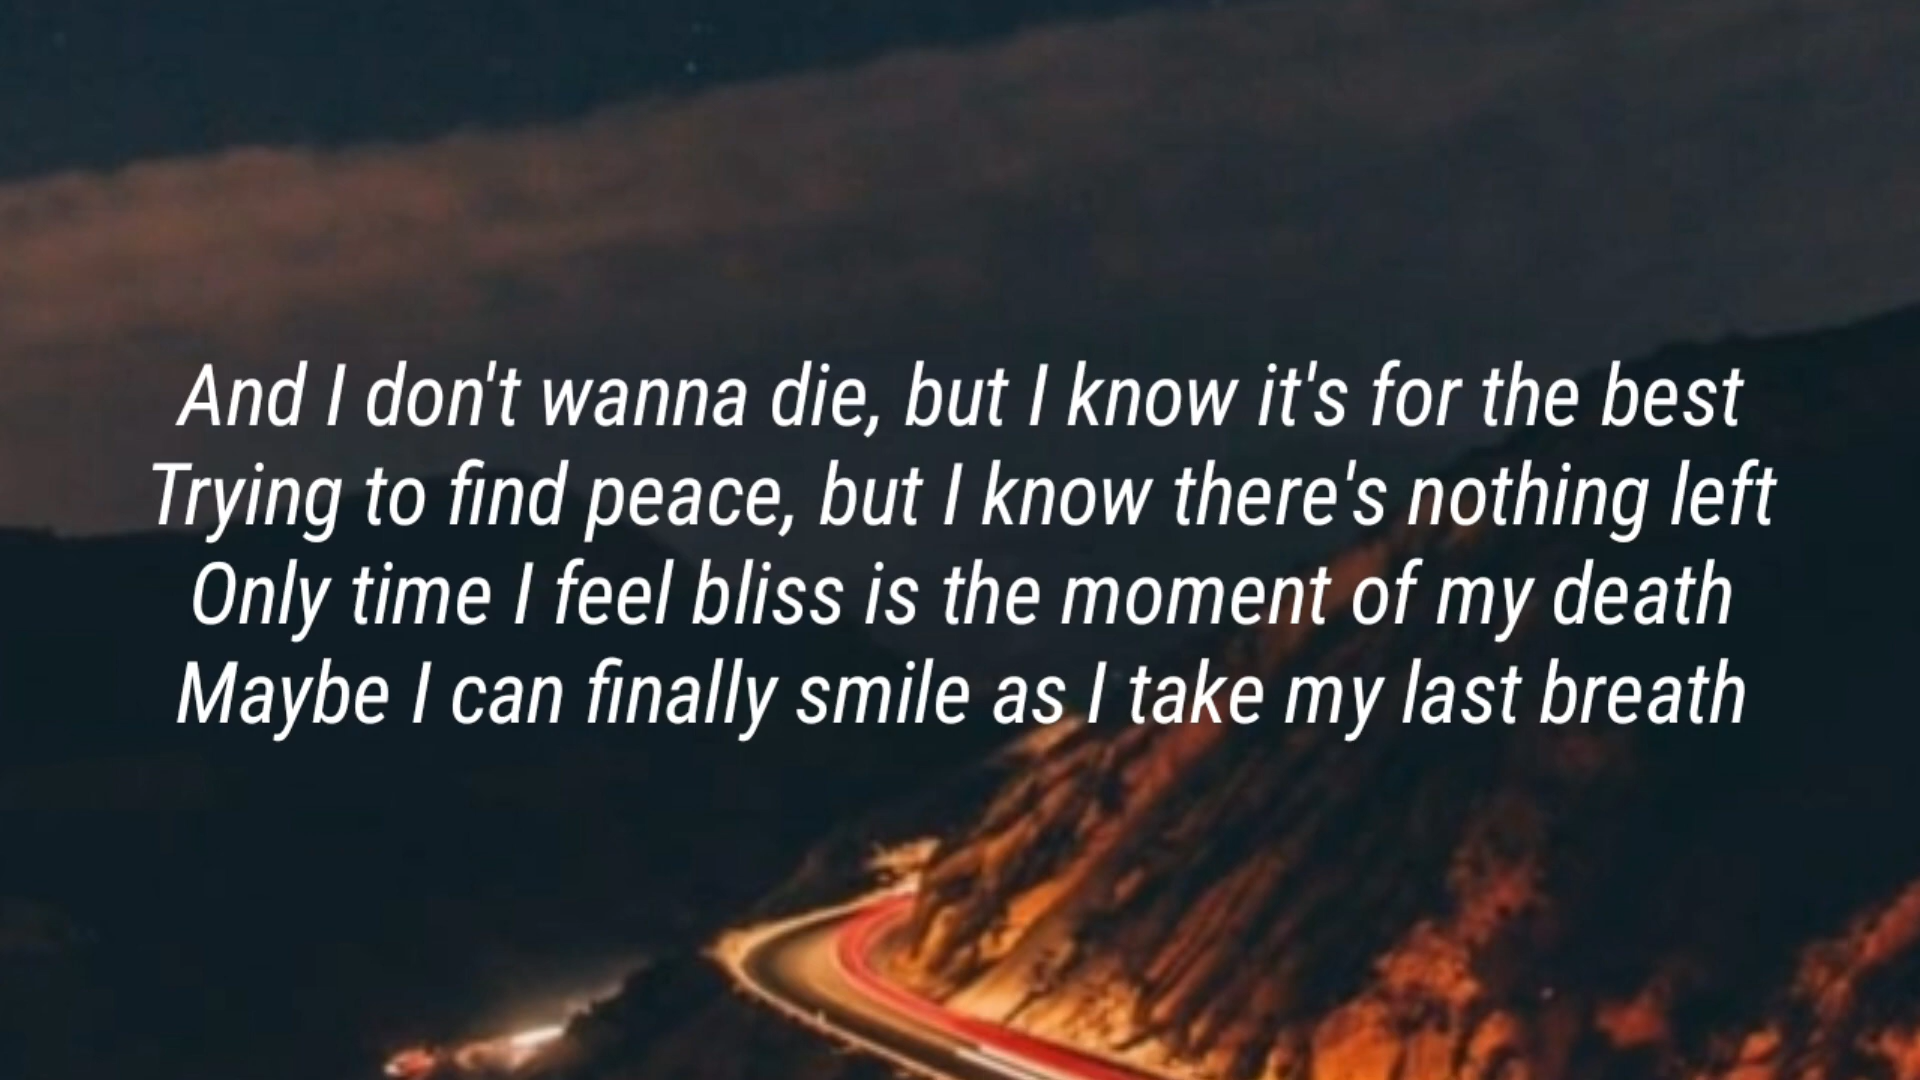 And I don't wanna die, but I know it's for the best
Trying to find peace, but I know there's nothing left
Only time I feel bliss is the moment of my death
Maybe I can finally smile as I take my last breath